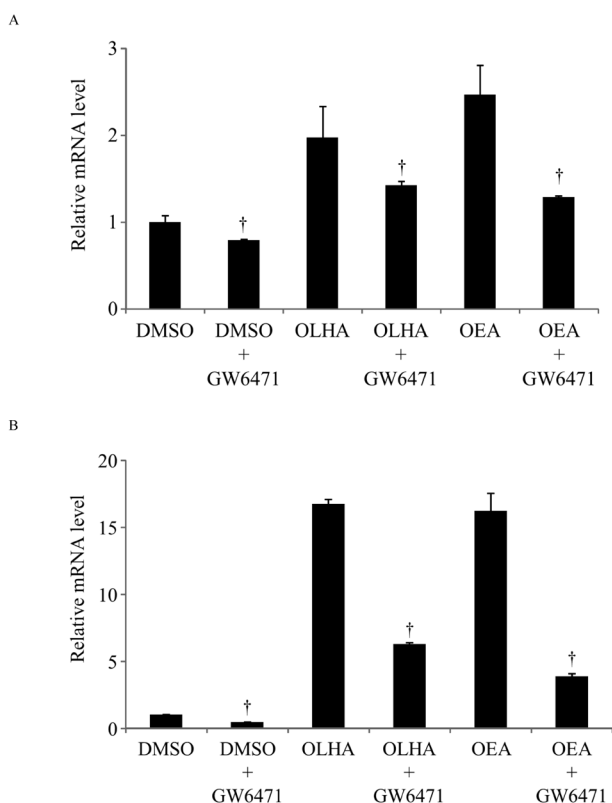 A
Relative mRNA level
3
2
1
0
†
†
†
DMSO DMSO OLHA OLHA OEA OEA
+ + +
GW6471 GW6471 GW6471
B
Relative mRNA level
20
15
10
5
0
†
†
†
DMSO DMSO OLHA OLHA OEA OEA
+ + +
GW6471 GW6471 GW6471